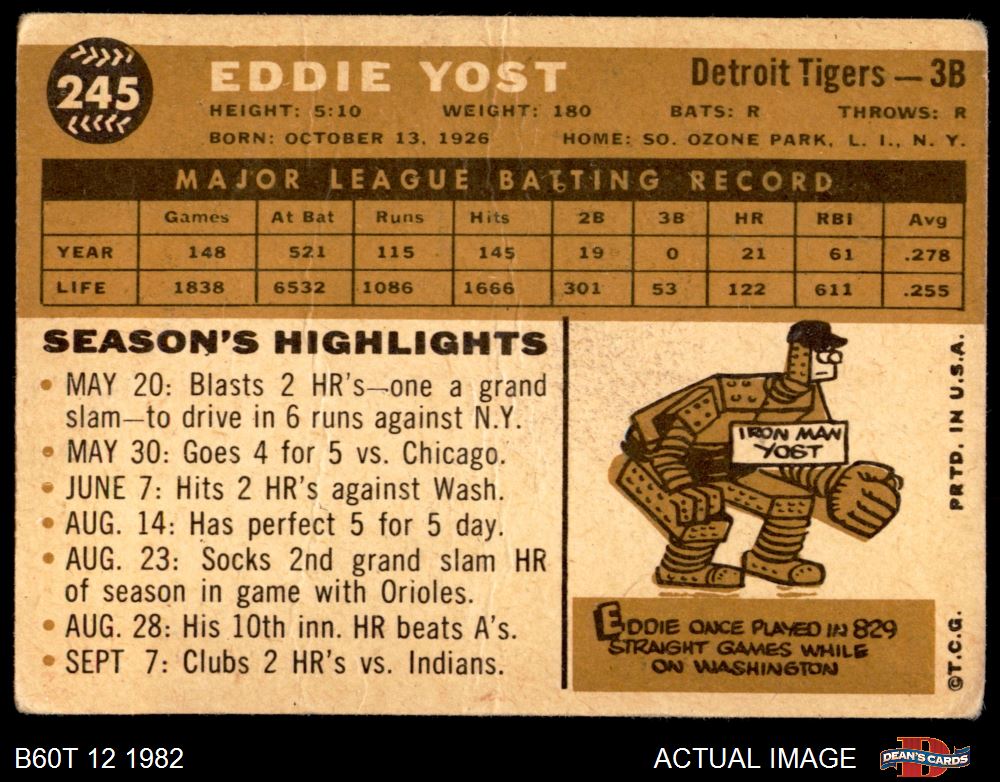 245
EDDIE YOST
Detroit Tigers — 3B
HEIGHT: 5:10 WEIGHT: 180 BATS: R THROWS: R
BORN: OCTOBER 13, 1926 HOME: SO. OZONE PARK, L. I., N. Y.
MAJOR LEAGUE BATTING RECORD
Games At Bat Runs Hits 2B 3B HR RBI Avg
YEAR 148 521 115 145 19 0 21 61 .278
LIFE 1838 6532 1086 1666 301 53 122 611 .255
SEASON'S HIGHLIGHTS
• MAY 20: Blasts 2 HR's—one a grand
slam—to drive in 6 runs against N.Y.
• MAY 30: Goes 4 for 5 vs. Chicago.
• JUNE 7: Hits 2 HR's against Wash.
• AUG. 14: Has perfect 5 for 5 day.
• AUG. 23: Socks 2nd grand slam HR
of season in game with Orioles.
• AUG. 28: His 10th inn. HR beats A's.
• SEPT 7: Clubs 2 HR's vs. Indians.
IRON MAN
YOST
EDDIE ONCE PLAYED IN 829
STRAIGHT GAMES WHILE
ON WASHINGTON
PRTD. IN U.S.A.
©T.C.G.
B60T 12 1982
ACTUAL IMAGE
DEAN'S CARDS